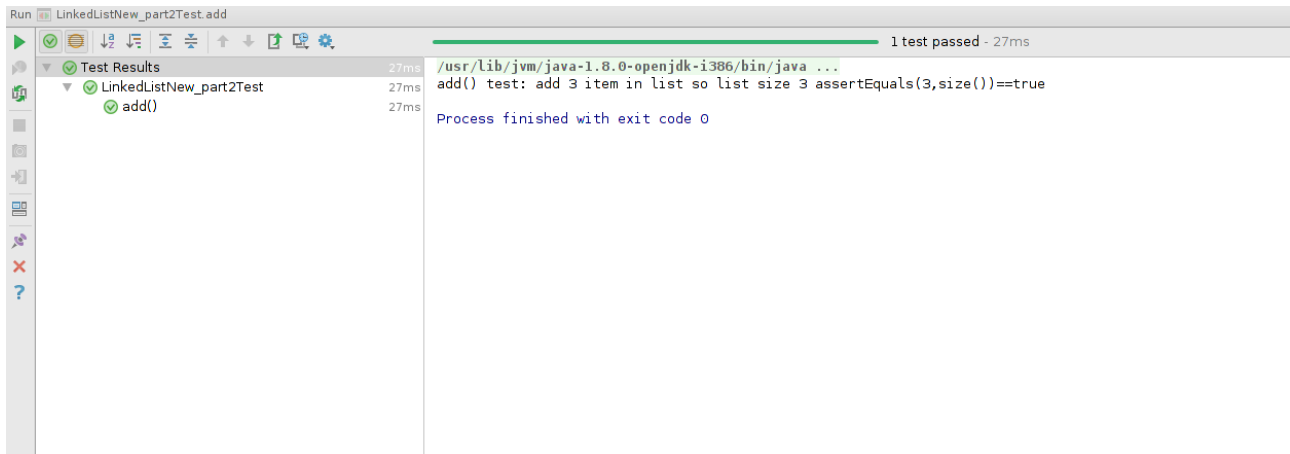 Run LinkedListNew_part2Test.add
1 test passed - 27ms
Test Results 27ms
LinkedListNew_part2Test 27ms
add() 27ms
/usr/lib/jvm/java-1.8.0-openjdk-i386/bin/java ...
add() test: add 3 item in list so list size 3 assertEquals(3,size())==true
Process finished with exit code 0